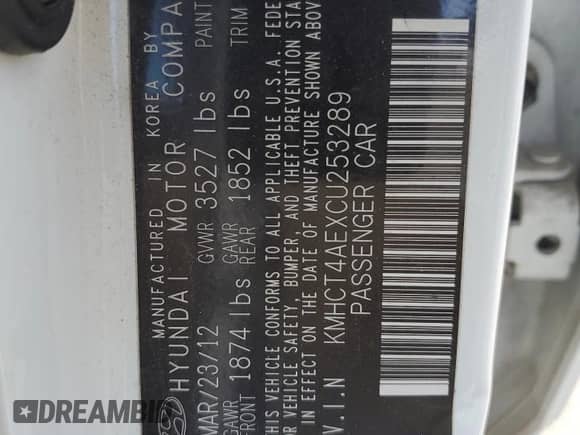 MANUFACTURED IN KOREA BY
HYUNDAI MOTOR COMPA
MAR/23/12 GVWR 3527 lbs PAINT
GAWR FRONT 1874 lbs GAWR REAR 1852 lbs TRIM
THIS VEHICLE CONFORMS TO ALL APPLICABLE U.S.A. FEDE
VEHICLE SAFETY, BUMPER, AND THEFT PREVENTION STA
IN EFFECT ON THE DATE OF MANUFACTURE SHOWN ABOV
V.I.N KMHCT4AEXCU253289
PASSENGER CAR
DREAMBID